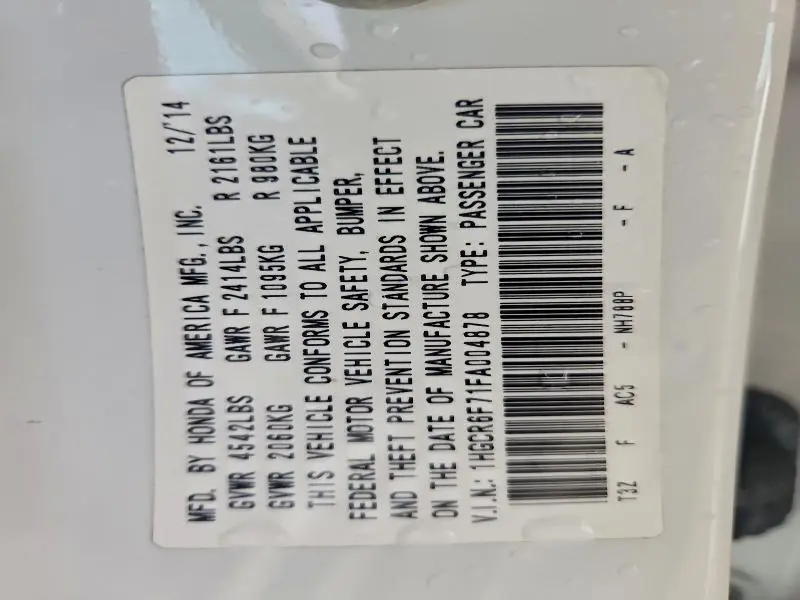 MFD. BY HONDA OF AMERICA MFG., INC. 12/'14
GVWR 4542LBS GAWR F 2414LBS R 2161LBS
GVWR 2060KG GAWR F 1095KG R 980KG
THIS VEHICLE CONFORMS TO ALL APPLICABLE
FEDERAL MOTOR VEHICLE SAFETY, BUMPER,
AND THEFT PREVENTION STANDARDS IN EFFECT
ON THE DATE OF MANUFACTURE SHOWN ABOVE.
V.I.N.: 1HGCR6F71FA004878 TYPE: PASSENGER CAR
T3Z F AC5 - NH788P - F - A